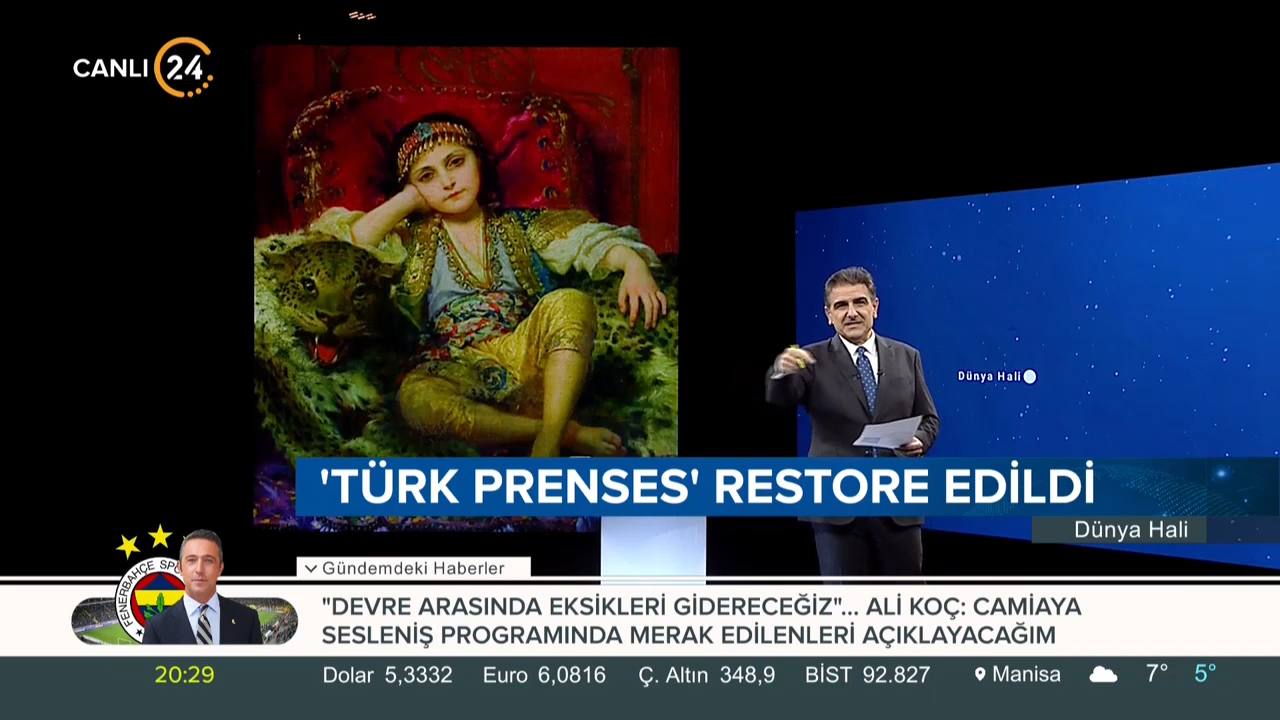 CANLI 24
Dünya Hali
'TÜRK PRENSES' RESTORE EDİLDİ
Dünya Hali
Gündemdeki Haberler
FENERBAHÇE SPO
"DEVRE ARASINDA EKSİKLERİ GİDERECEĞİZ"... ALİ KOÇ: CAMİAYA
SESLENİŞ PROGRAMINDA MERAK EDİLENLERİ AÇIKLAYACAĞIM
20:29 Dolar 5,3332 Euro 6,0816 Ç. Altın 348,9 BİST 92.827 Manisa 7° 5°